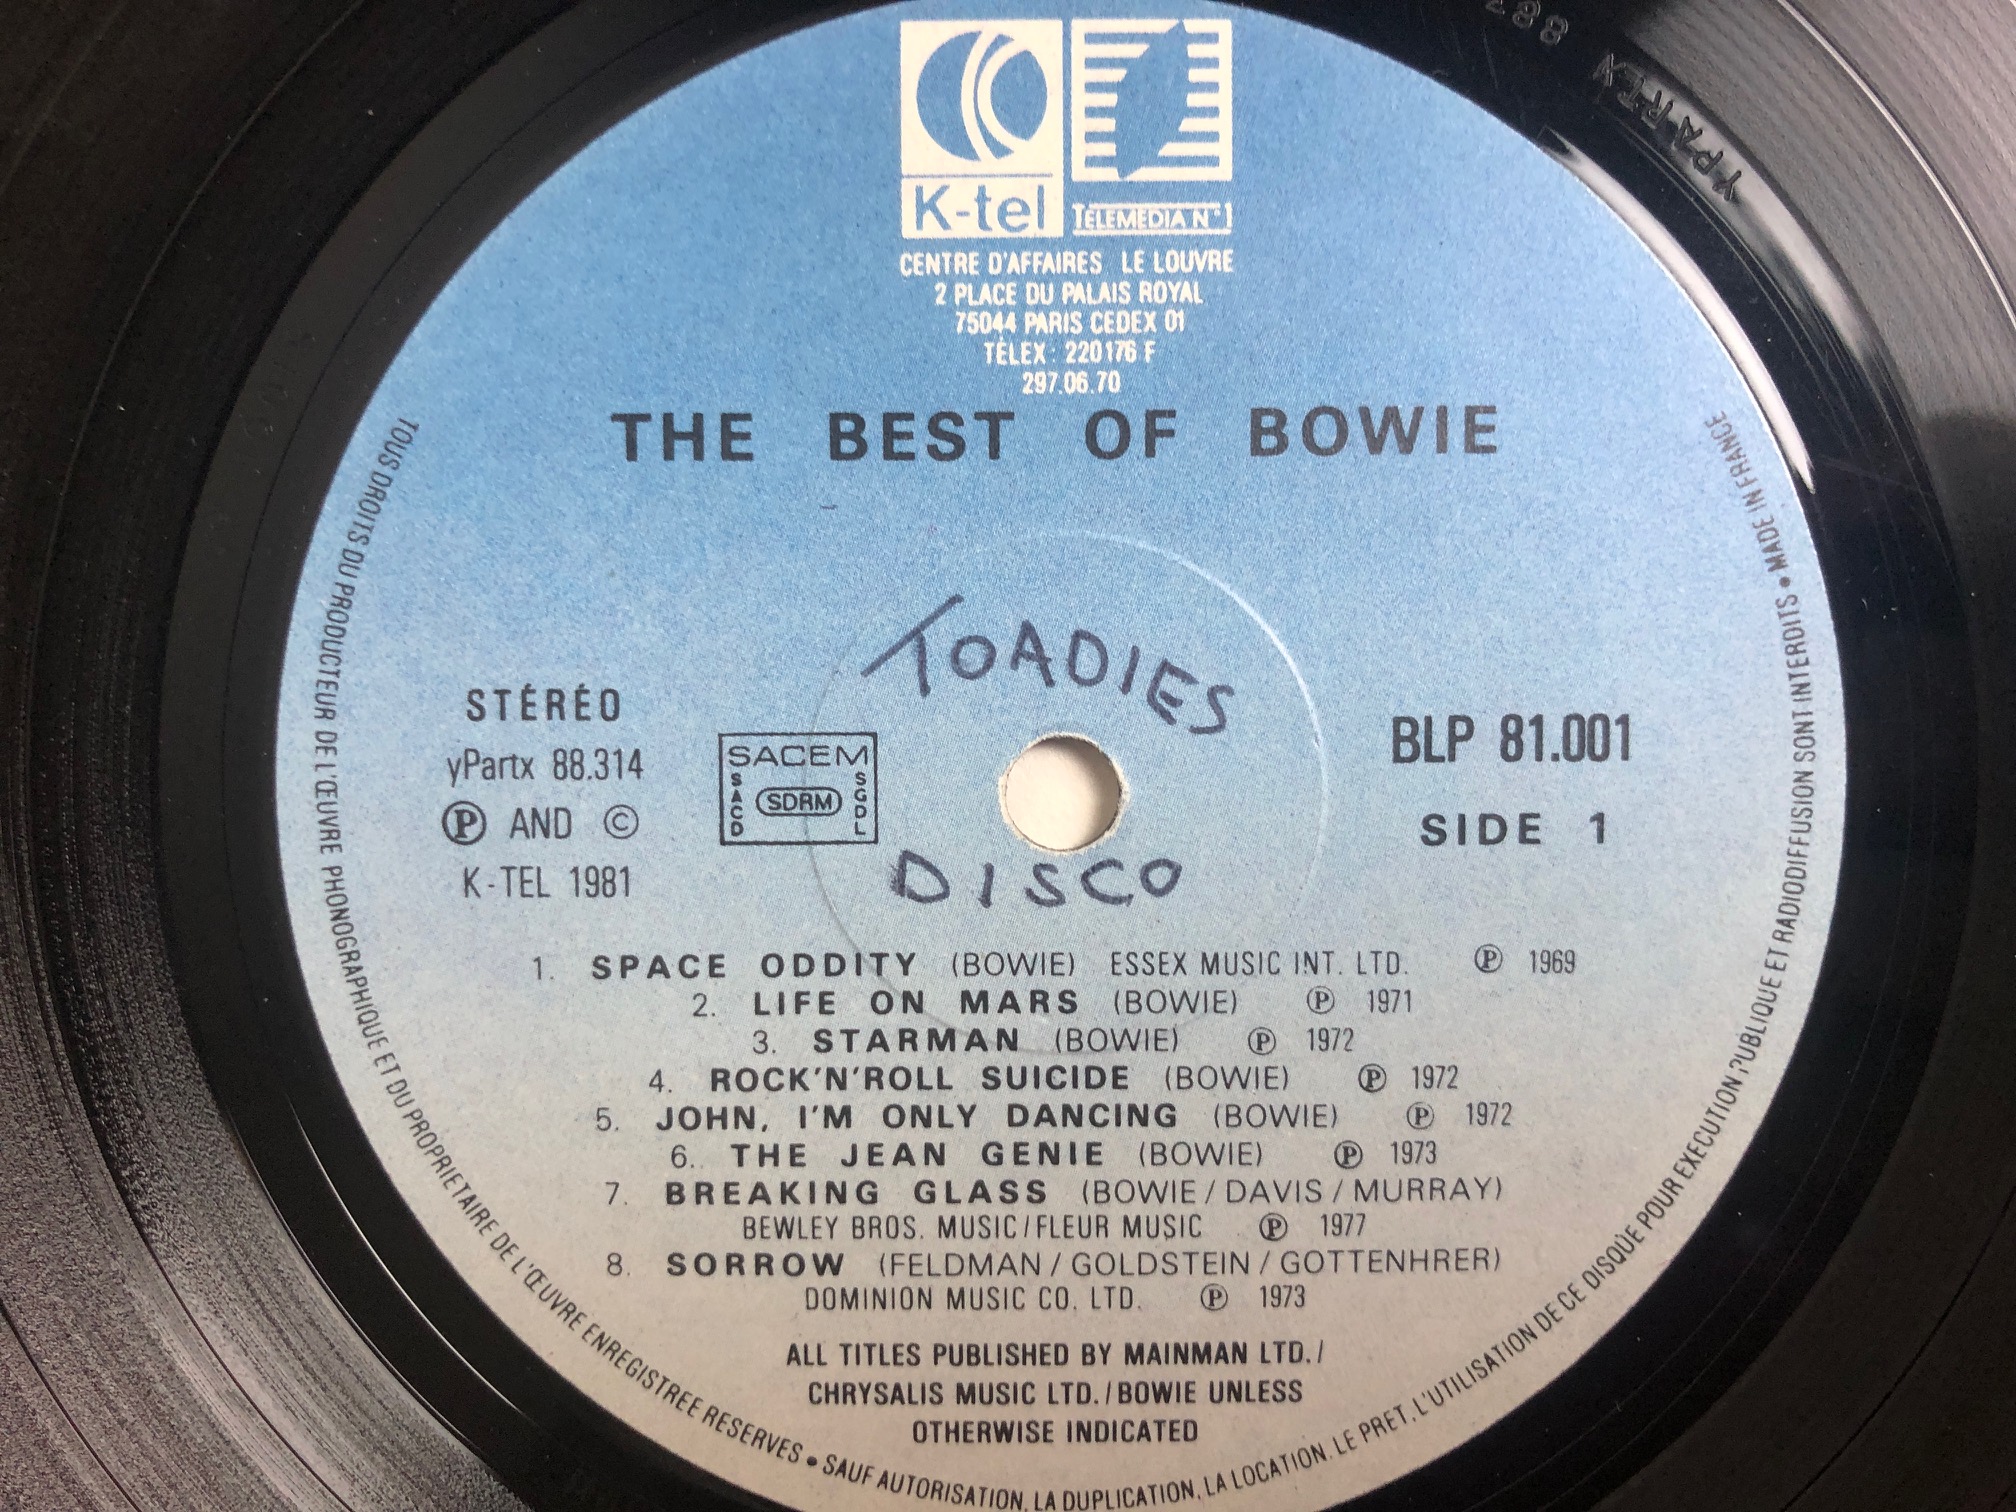 K-tel
TÉLÉMÉDIA N°1
CENTRE D'AFFAIRES LE LOUVRE
2 PLACE DU PALAIS ROYAL
75044 PARIS CEDEX 01
TÉLEX : 220176 F
297.06.70
THE BEST OF BOWIE
TOADIES
DISCO
STÉRÉO
yPartx 88.314
Ⓟ AND ©
K-TEL 1981
SACEM
SACD
SDRM
SGDL
BLP 81.001
SIDE 1
1. SPACE ODDITY (BOWIE) ESSEX MUSIC INT. LTD. Ⓟ 1969
2. LIFE ON MARS (BOWIE) Ⓟ 1971
3. STARMAN (BOWIE) Ⓟ 1972
4. ROCK'N'ROLL SUICIDE (BOWIE) Ⓟ 1972
5. JOHN, I'M ONLY DANCING (BOWIE) Ⓟ 1972
6. THE JEAN GENIE (BOWIE) Ⓟ 1973
7. BREAKING GLASS (BOWIE / DAVIS / MURRAY)
BEWLEY BROS. MUSIC / FLEUR MUSIC Ⓟ 1977
8. SORROW (FELDMAN / GOLDSTEIN / GOTTENHRER)
DOMINION MUSIC CO. LTD. Ⓟ 1973
ALL TITLES PUBLISHED BY MAINMAN LTD. /
CHRYSALIS MUSIC LTD. / BOWIE UNLESS
OTHERWISE INDICATED
TOUS DROITS DU PRODUCTEUR DE L'ŒUVRE PHONOGRAPHIQUE ET DU PROPRIETAIRE DE L'ŒUVRE ENREGISTREE RESERVES • SAUF AUTORISATION, LA DUPLICATION, LA LOCATION, LE PRET, L'UTILISATION DE CE DISQUE POUR EXECUTION PUBLIQUE ET RADIODIFFUSION SONT INTERDITS • MADE IN FRANCE
YPARTX